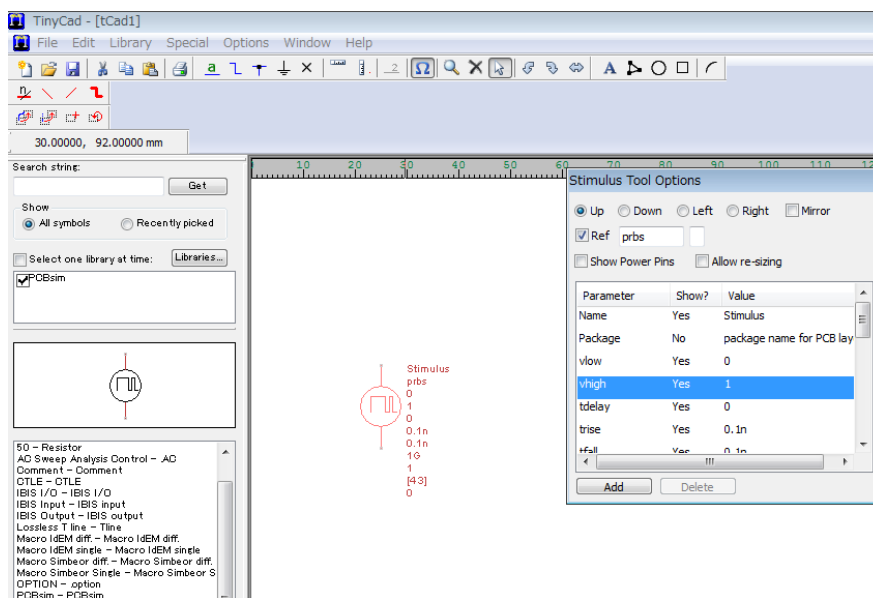 TinyCad - [tCad1]
File Edit Library Special Options Window Help
30.00000, 92.00000 mm
Search string:
Get
Show
All symbols Recently picked
Select one library at time: Libraries...
PCBsim
50 - Resistor
AC Sweep Analysis Control - .AC
Comment - Comment
CTLE - CTLE
IBIS I/O - IBIS I/O
IBIS Input - IBIS input
IBIS Output - IBIS output
Lossless T line - Tline
Macro IdEM diff. - Macro IdEM diff.
Macro IdEM single - Macro IdEM single
Macro Simbeor diff. - Macro Simbeor diff.
Macro Simbeor Single - Macro Simbeor S
OPTION - .option
PCBsim - PCBsim
10 20 30 40 50 60 70 80 90 100 110 12
Stimulus
prbs
0
1
0
0.1n
0.1n
1G
1
[43]
0
Stimulus Tool Options
Up Down Left Right Mirror
Ref prbs
Show Power Pins Allow re-sizing
Parameter Show? Value
Name Yes Stimulus
Package No package name for PCB lay
vlow Yes 0
vhigh Yes 1
tdelay Yes 0
trise Yes 0.1n
tfall Yes 0.1n
Add Delete